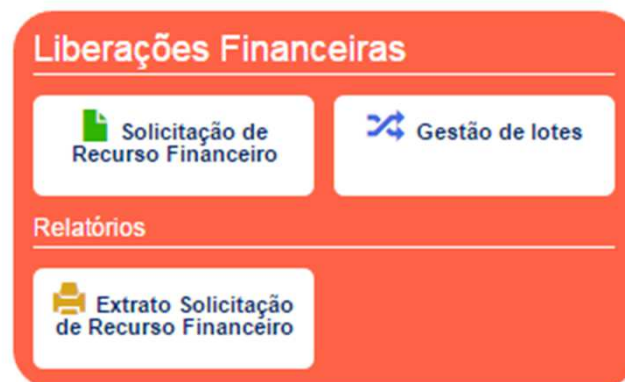 Liberações Financeiras
Solicitação de
Recurso Financeiro
Gestão de lotes
Relatórios
Extrato Solicitação
de Recurso Financeiro